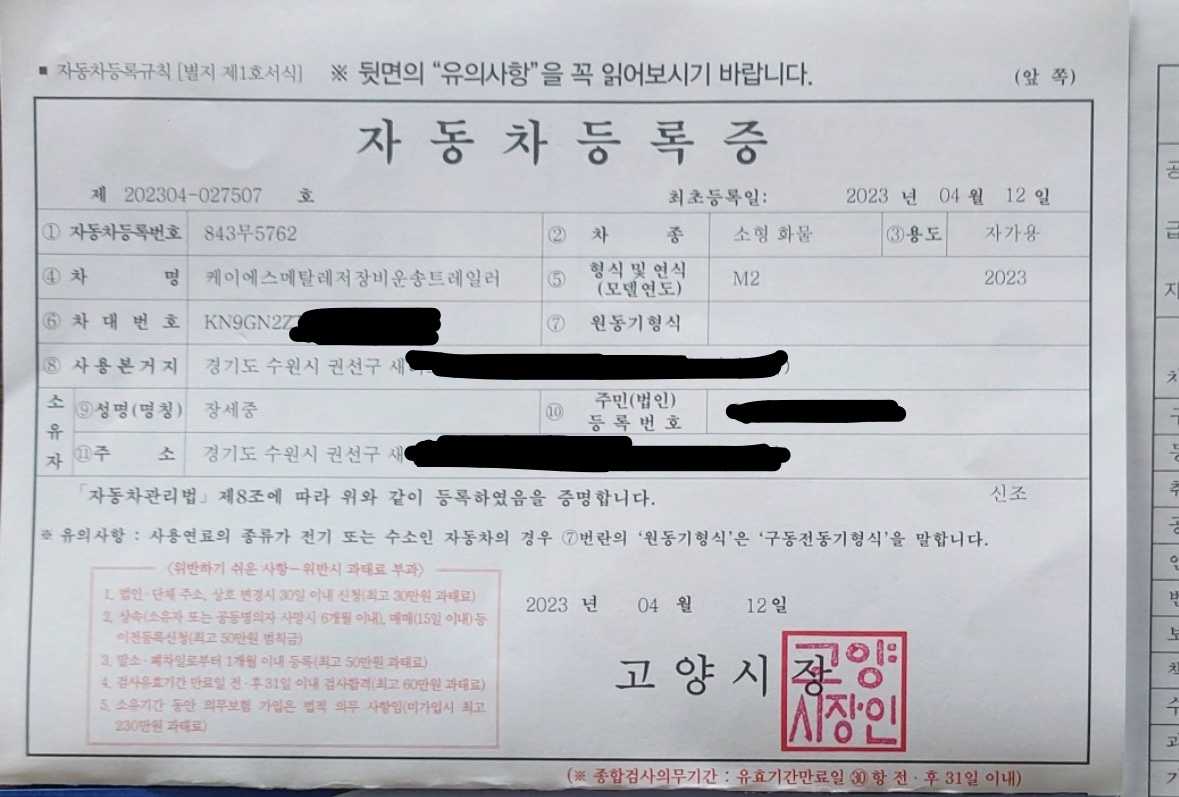 ■ 자동차등록규칙 [별지 제1호서식] ※ 뒷면의 “유의사항”을 꼭 읽어보시기 바랍니다. (앞 쪽)
자동차등록증
제 202304-027507 호 최초등록일: 2023 년 04 월 12 일
① 자동차등록번호 843무5762 ② 차 종 소형 화물 ③용도 자가용
④ 차 명 케이에스메탈레저장비운송트레일러 ⑤ 형식 및 연식 (모델연도) M2 2023
⑥ 차 대 번 호 KN9GN2Z ⑦ 원동기형식
⑧ 사용본거지 경기도 수원시 권선구 새
소유자 ⑨성명(명칭) 장세중 ⑩ 주민(법인) 등록번호
⑪주 소 경기도 수원시 권선구 새
「자동차관리법」 제8조에 따라 위와 같이 등록하였음을 증명합니다. 신조
※ 유의사항 : 사용연료의 종류가 전기 또는 수소인 자동차의 경우 ⑦번란의 ‘원동기형식’은 ‘구동전동기형식’을 말합니다.
〈위반하기 쉬운 사항-위반시 과태료 부과〉
1. 법인·단체 주소, 상호 변경시 30일 이내 신청(최고 30만원 과태료)
2. 상속(소유자 또는 공동명의자 사망시 6개월 이내), 매매(15일 이내) 등
이전등록신청(최고 50만원 범칙금)
3. 말소·폐차일로부터 1개월 이내 등록(최고 50만원 과태료)
4. 검사유효기간 만료일 전·후 31일 이내 검사합격(최고 60만원 과태료)
5. 소유기간 동안 의무보험 가입은 법적 의무 사항임(미가입시 최고
230만원 과태료)
2023 년 04 월 12일
고양시장
고양
시장인
(※ 종합검사의무기간 : 유효기간만료일 ㉚ 항 전·후 31일 이내)